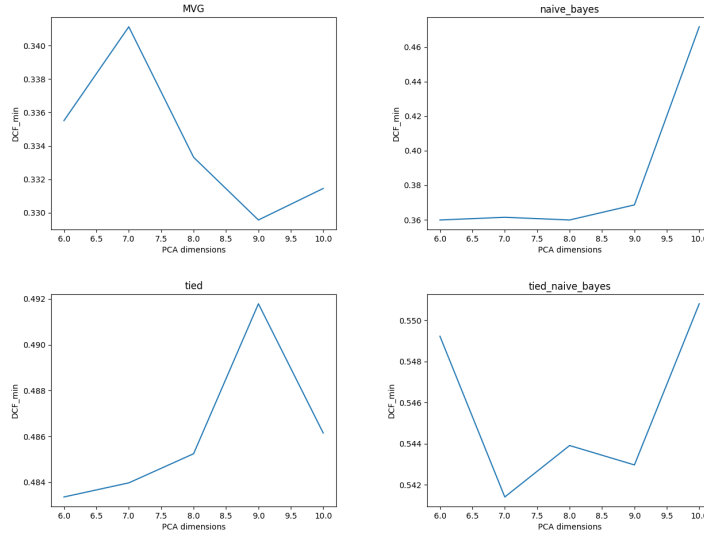 MVG
0.340
0.338
0.336
0.334
0.332
0.330
DCF_min
6.0 6.5 7.0 7.5 8.0 8.5 9.0 9.5 10.0
PCA dimensions
naive_bayes
0.46
0.44
0.42
0.40
0.38
0.36
DCF_min
6.0 6.5 7.0 7.5 8.0 8.5 9.0 9.5 10.0
PCA dimensions
tied
0.492
0.490
0.488
0.486
0.484
DCF_min
6.0 6.5 7.0 7.5 8.0 8.5 9.0 9.5 10.0
PCA dimensions
tied_naive_bayes
0.550
0.548
0.546
0.544
0.542
DCF_min
6.0 6.5 7.0 7.5 8.0 8.5 9.0 9.5 10.0
PCA dimensions